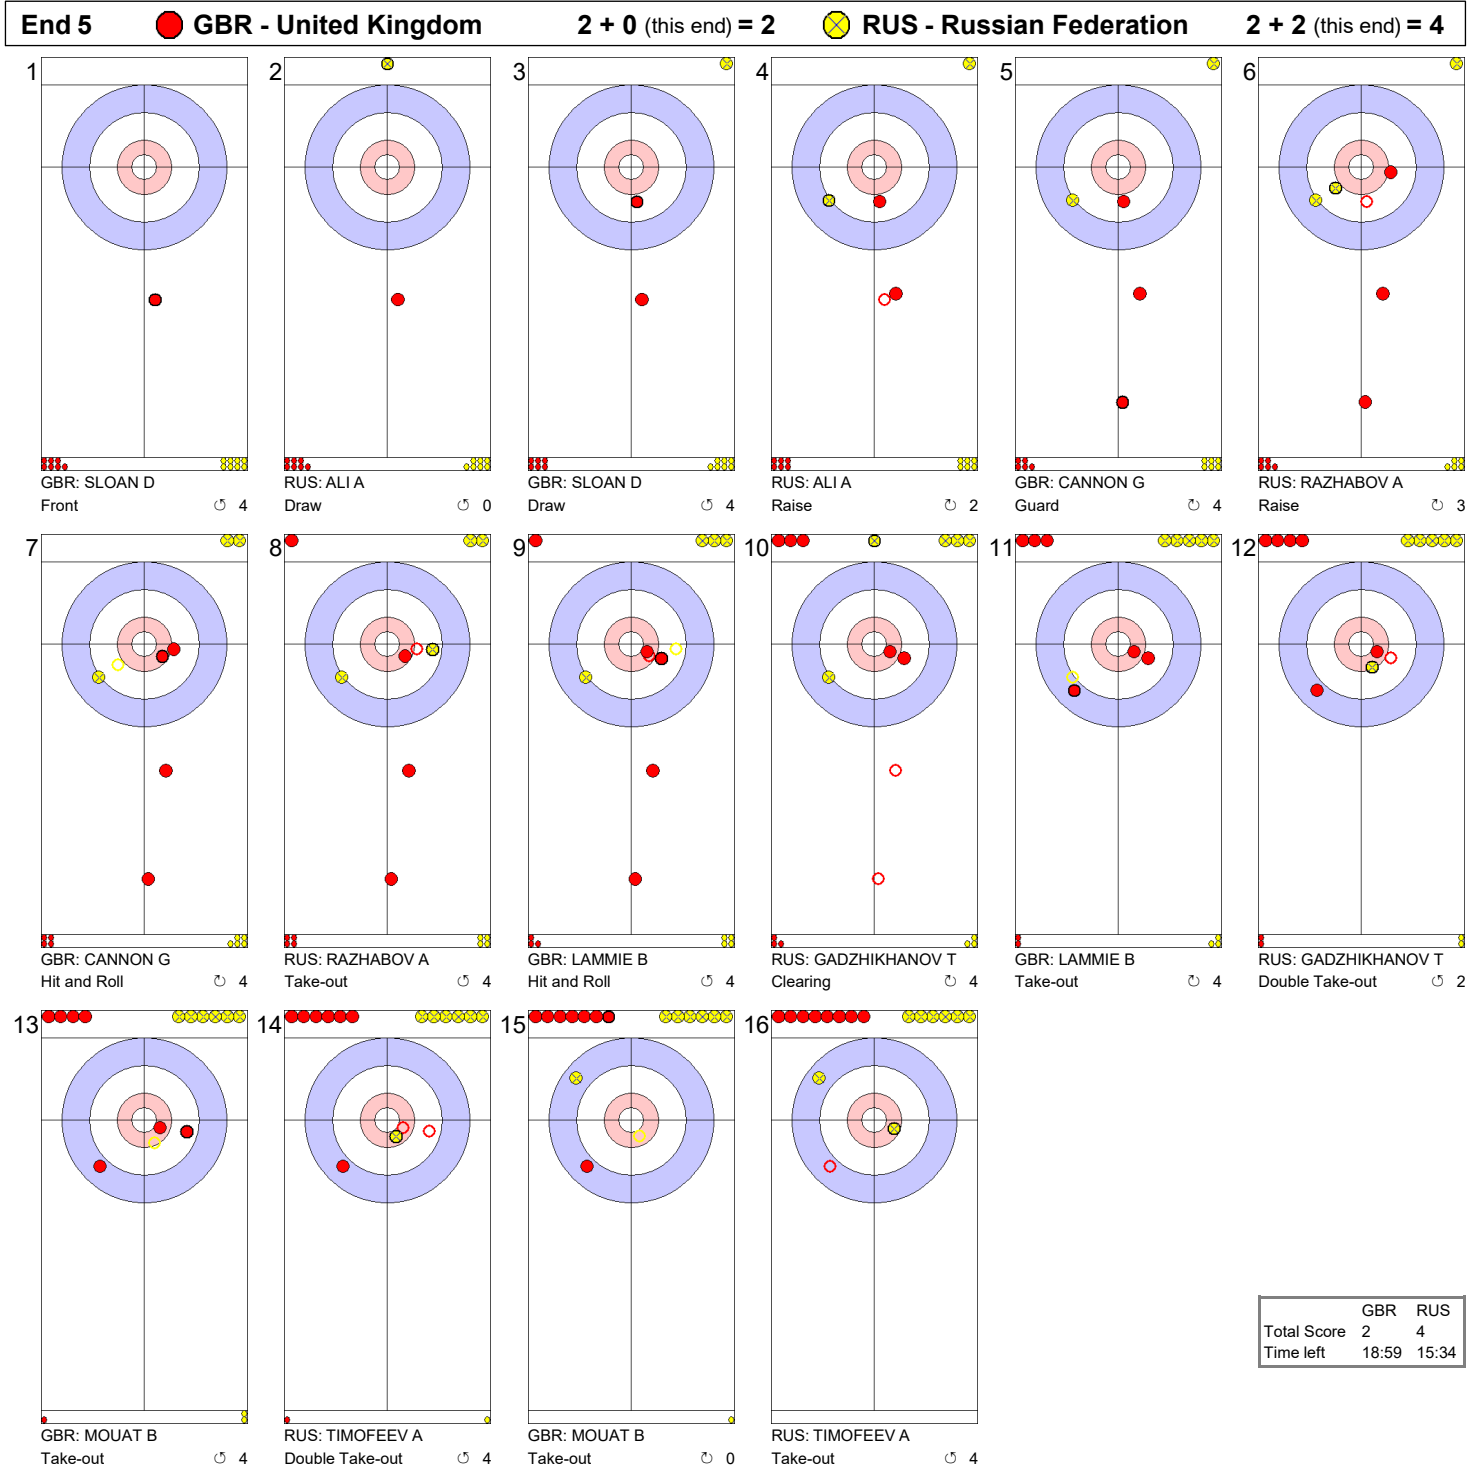 End 5 GBR - United Kingdom 2 + 0 (this end) = 2 RUS - Russian Federation 2 + 2 (this end) = 4
1 2 3 4 5 6
GBR: SLOAN D RUS: ALI A GBR: SLOAN D RUS: ALI A GBR: CANNON G RUS: RAZHABOV A
Front ↺ 4 Draw ↺ 0 Draw ↺ 4 Raise ↻ 2 Guard ↻ 4 Raise ↻ 3
7 8 9 10 11 12
GBR: CANNON G RUS: RAZHABOV A GBR: LAMMIE B RUS: GADZHIKHANOV T GBR: LAMMIE B RUS: GADZHIKHANOV T
Hit and Roll ↻ 4 Take-out ↺ 4 Hit and Roll ↺ 4 Clearing ↻ 4 Take-out ↻ 4 Double Take-out ↺ 2
13 14 15 16
GBR: MOUAT B RUS: TIMOFEEV A GBR: MOUAT B RUS: TIMOFEEV A
Take-out ↺ 4 Double Take-out ↺ 4 Take-out ↻ 0 Take-out ↺ 4
GBR RUS
Total Score 2 4
Time left 18:59 15:34